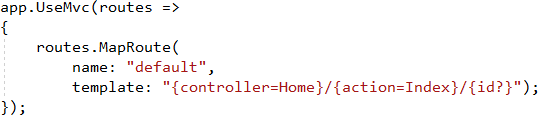 app.UseMvc(routes =>
{
    routes.MapRoute(
        name: "default",
        template: "{controller=Home}/{action=Index}/{id?}");
});